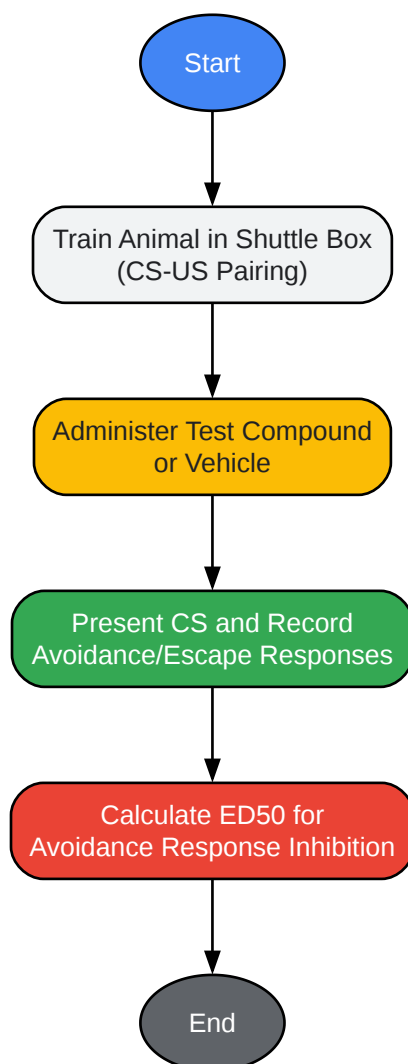 Start
Train Animal in Shuttle Box
(CS-US Pairing)
Administer Test Compound
or Vehicle
Present CS and Record
Avoidance/Escape Responses
Calculate ED50 for
Avoidance Response Inhibition
End